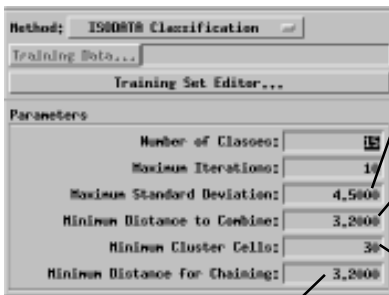 Method: ISODATA Classification
Training Data...
Training Set Editor...
Parameters
Number of Classes: 15
Maximum Iterations: 10
Maximum Standard Deviation: 4.5000
Minimum Distance to Combine: 3.2000
Minimum Cluster Cells: 30
Minimum Distance for Chaining: 3.2000